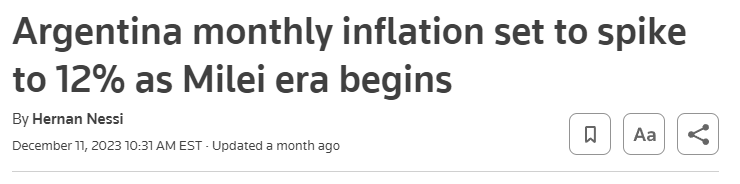 Argentina monthly inflation set to spike
to 12% as Milei era begins
By Hernan Nessi
December 11, 2023 10:31 AM EST · Updated a month ago
Aa